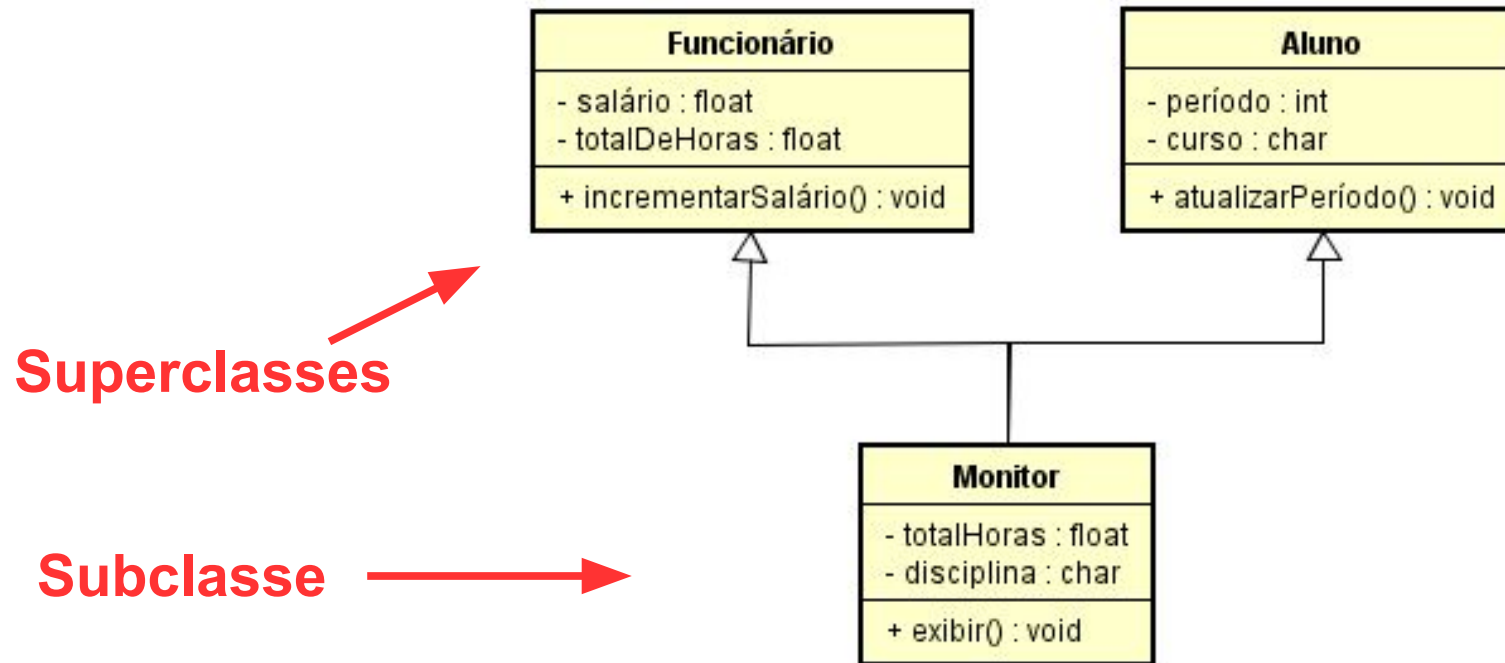 Funcionário
- salário : float
- totalDeHoras : float
+ incrementarSalário() : void
Aluno
- período : int
- curso : char
+ atualizarPeríodo() : void
Superclasses
Monitor
- totalHoras : float
- disciplina : char
+ exibir() : void
Subclasse